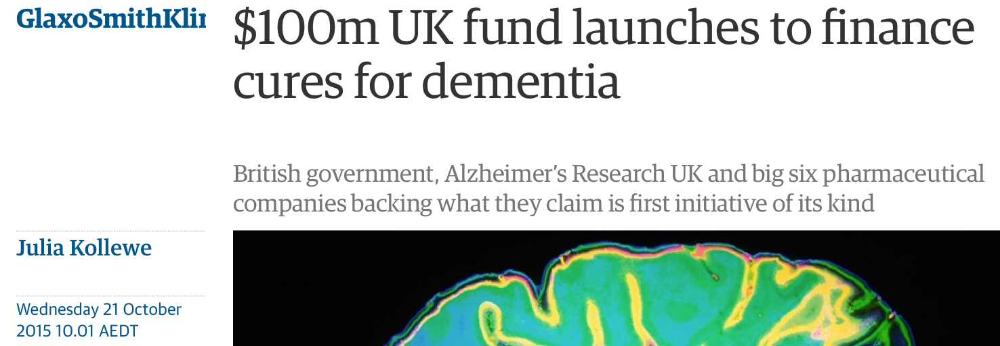 GlaxoSmithKlin
$100m UK fund launches to finance
cures for dementia
British government, Alzheimer's Research UK and big six pharmaceutical
companies backing what they claim is first initiative of its kind
Julia Kollewe
Wednesday 21 October
2015 10.01 AEDT